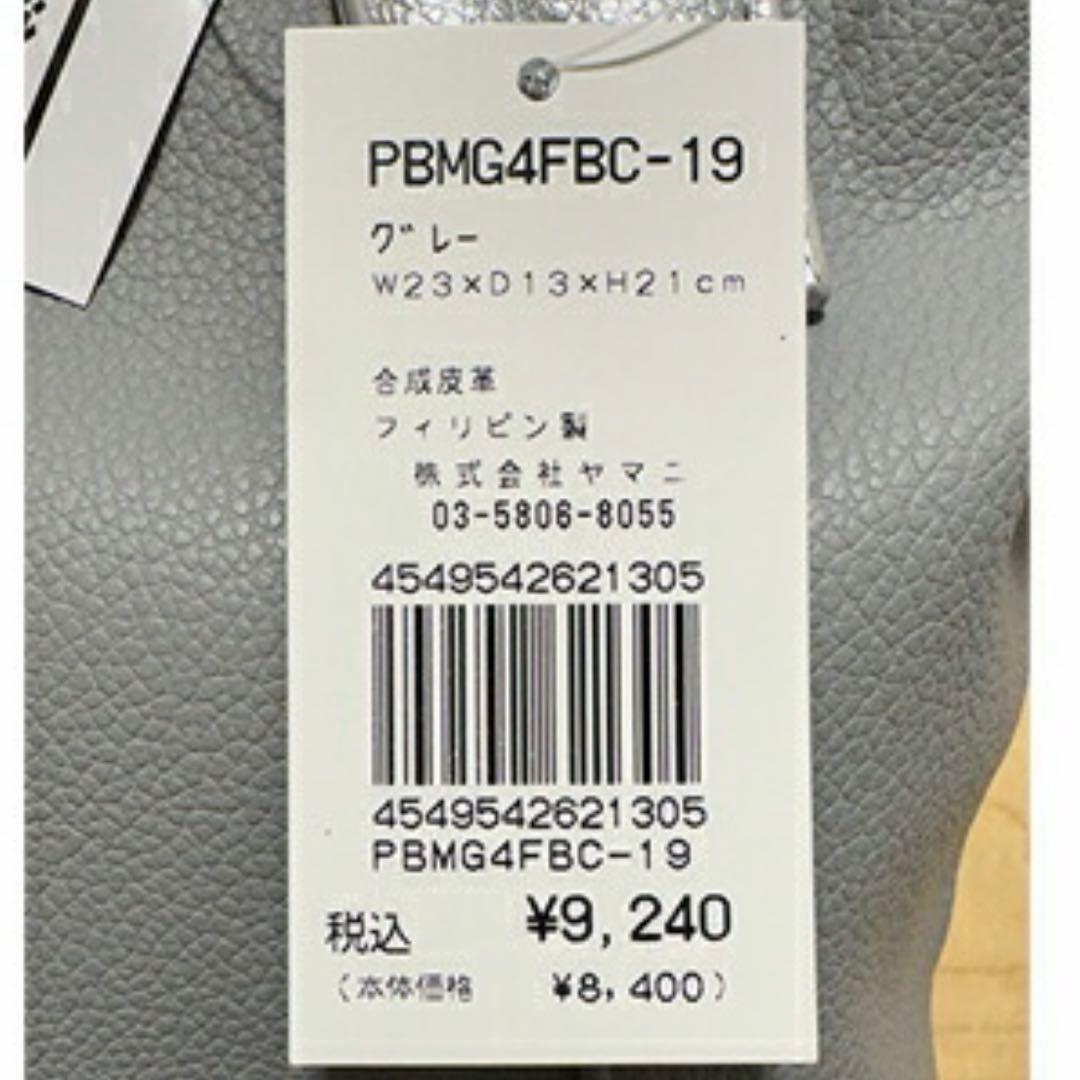 PBMG4FBC-19
グレー
W23×D13×H21cm
合成皮革
フィリピン製
株式会社ヤマニ
03-5806-8055
4549542621305
4549542621305
PBMG4FBC-19
税込 ¥9,240
(本体価格 ¥8,400)